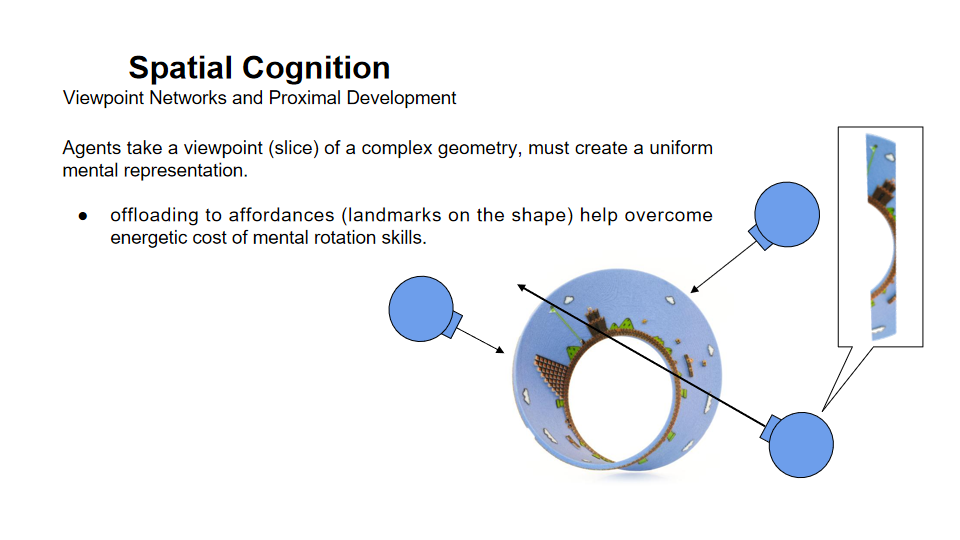 Spatial Cognition
Viewpoint Networks and Proximal Development
Agents take a viewpoint (slice) of a complex geometry, must create a uniform
mental representation.
● offloading to affordances (landmarks on the shape) help overcome
energetic cost of mental rotation skills.